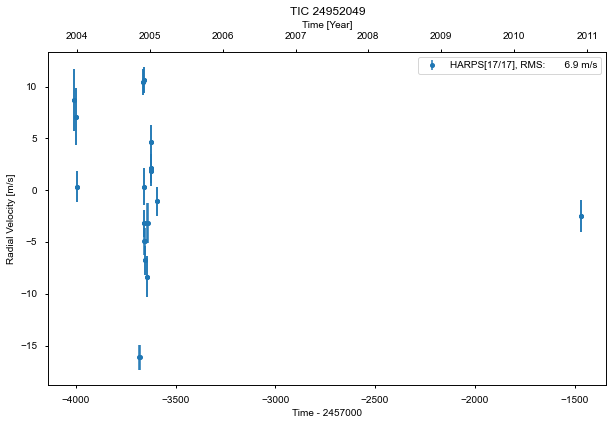 TIC 24952049
Time [Year]
2004 2005 2006 2007 2008 2009 2010 2011
HARPS[17/17], RMS: 6.9 m/s
10
5
0
−5
−10
−15
Radial Velocity [m/s]
−4000 −3500 −3000 −2500 −2000 −1500
Time - 2457000